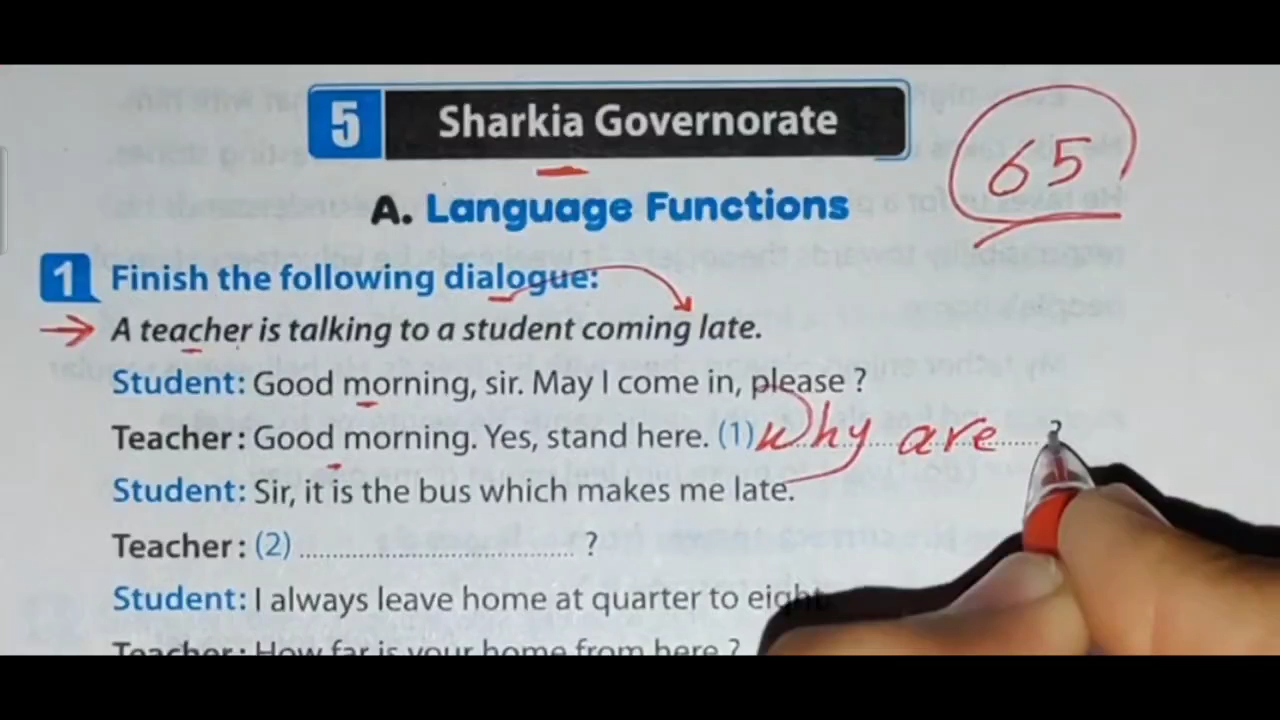 5 Sharkia Governorate
65
A. Language Functions
1 Finish the following dialogue:
A teacher is talking to a student coming late.
Student: Good morning, sir. May I come in, please ?
Teacher : Good morning. Yes, stand here. (1) why are ........ ?
Student: Sir, it is the bus which makes me late.
Teacher : (2) ........................................ ?
Student: I always leave home at quarter to eight.
Teacher : How far is your home from here ?